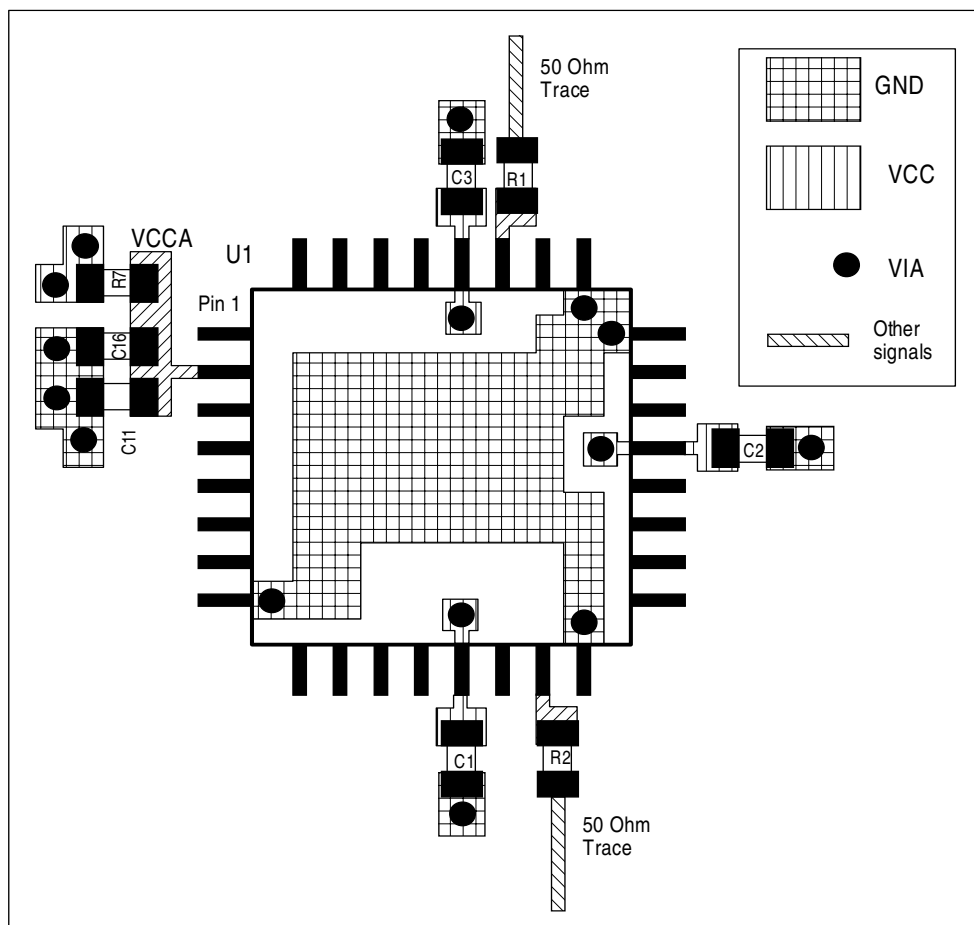 50 Ohm
Trace
GND
VCC
VIA
Other
signals
C3
R1
VCCA
U1
R7
Pin 1
C16
C11
C2
C1
R2
50 Ohm
Trace